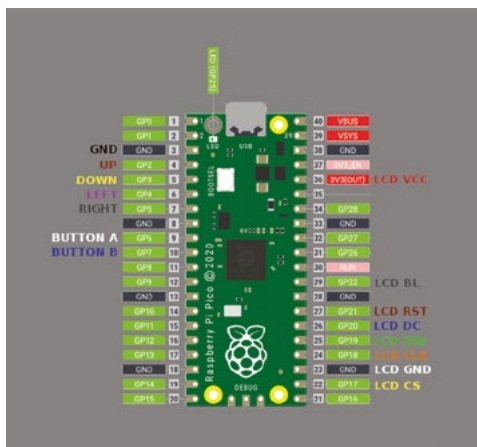 LED (GP25)
GP0 1 1 40 VBUS
GP1 2 2 LED USB 39 39 VSYS
GND GND 3 38 GND
UP GP2 4 37 3V3_EN
DOWN GP3 5 BOOTSEL 36 3V3(OUT) LCD VCC
LEFT GP4 6 35
RIGHT GP5 7 34 GP28
GND 8 33 GND
BUTTON A GP6 9 32 GP27
BUTTON B GP7 10 31 GP26
GP8 11 30 RUN
GP9 12 29 GP22 LCD BL
GND 13 28 GND
GP10 14 27 GP21 LCD RST
GP11 15 26 GP20 LCD DC
GP12 16 25 GP19 LCD DIN
GP13 17 24 GP18 LCD CLK
GND 18 23 GND LCD GND
GP14 19 22 GP17 LCD CS
GP15 20 21 GP16
Raspberry Pi Pico © 2020
DEBUG